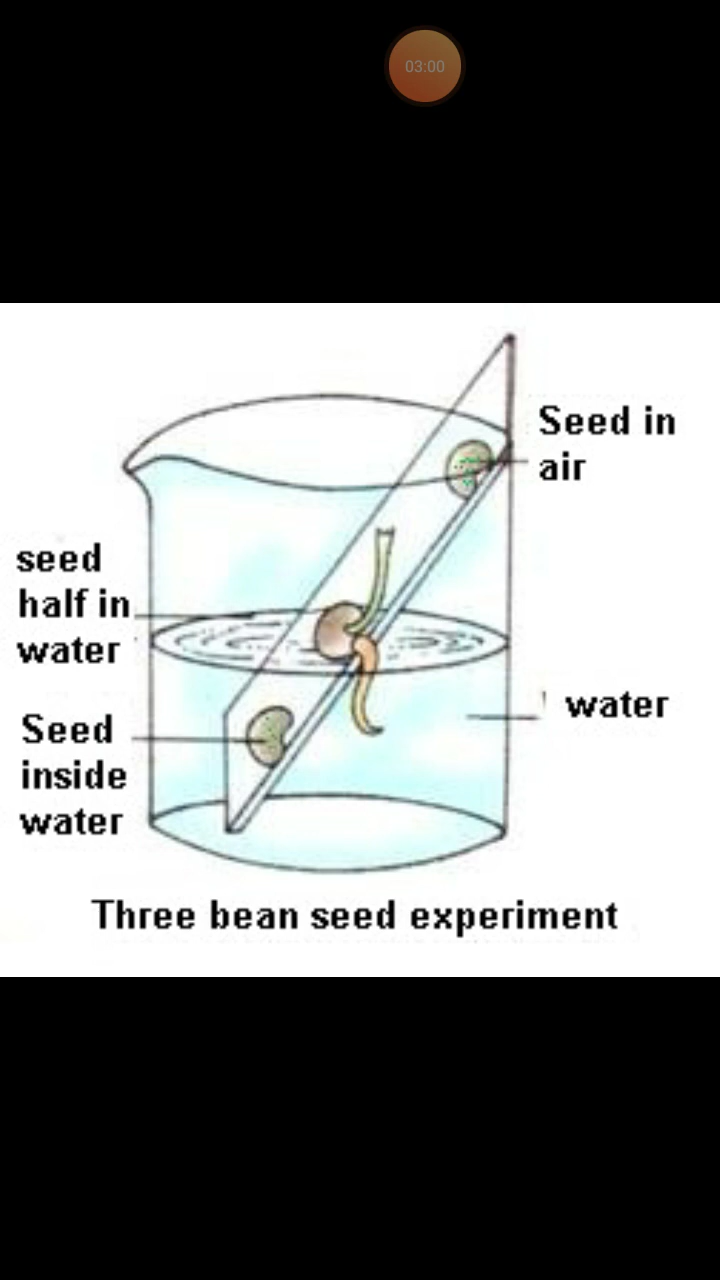 03:00
Seed in
air
seed
half in
water
water
Seed
inside
water
Three bean seed experiment